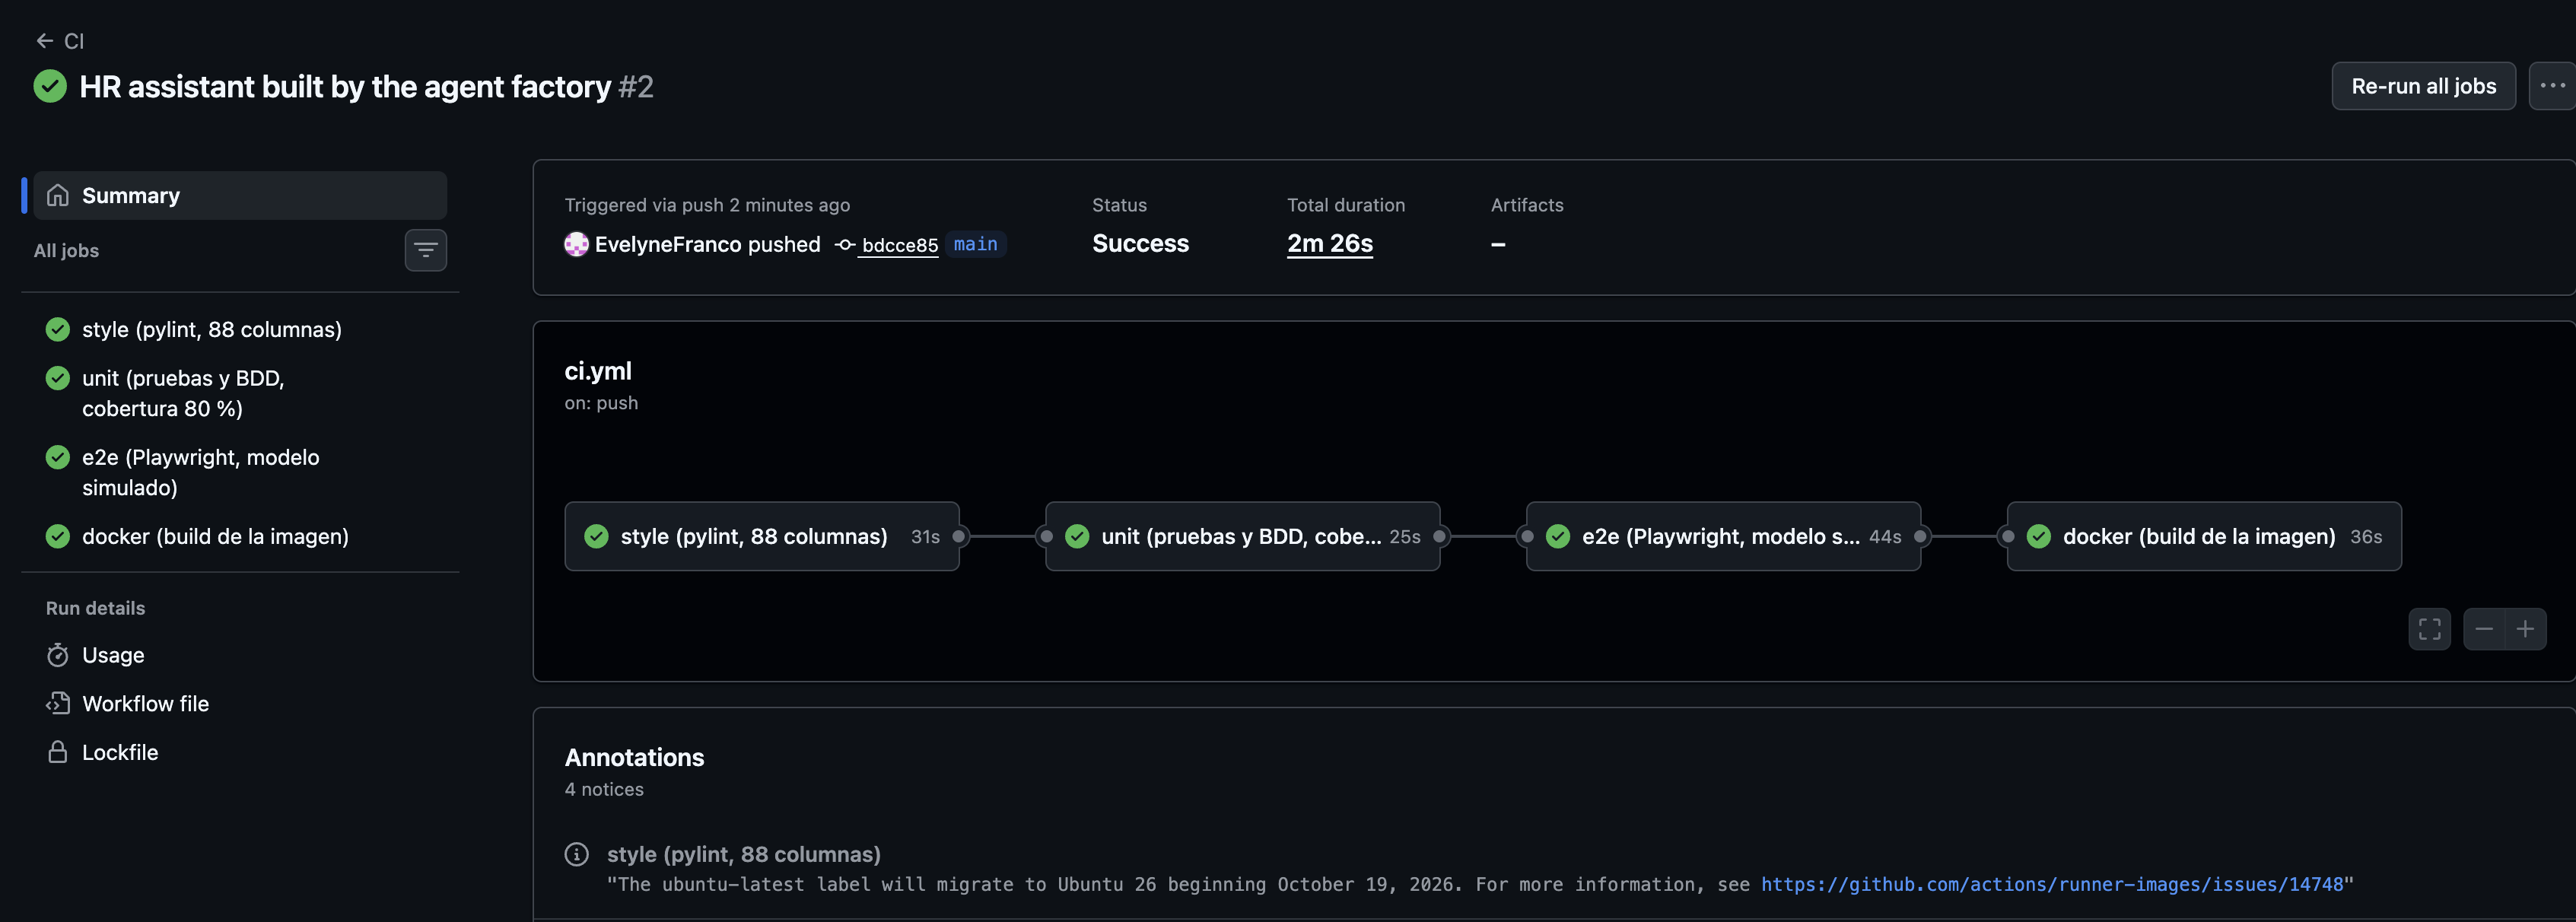 ← CI
HR assistant built by the agent factory #2
Re-run all jobs
Summary
All jobs
style (pylint, 88 columnas)
unit (pruebas y BDD,
cobertura 80 %)
e2e (Playwright, modelo
simulado)
docker (build de la imagen)
Run details
Usage
Workflow file
Lockfile
Triggered via push 2 minutes ago
EvelyneFranco pushed bdcce85 main
Status
Success
Total duration
2m 26s
Artifacts
–
ci.yml
on: push
style (pylint, 88 columnas) 31s
unit (pruebas y BDD, cobe... 25s
e2e (Playwright, modelo s... 44s
docker (build de la imagen) 36s
Annotations
4 notices
style (pylint, 88 columnas)
"The ubuntu-latest label will migrate to Ubuntu 26 beginning October 19, 2026. For more information, see https://github.com/actions/runner-images/issues/14748"